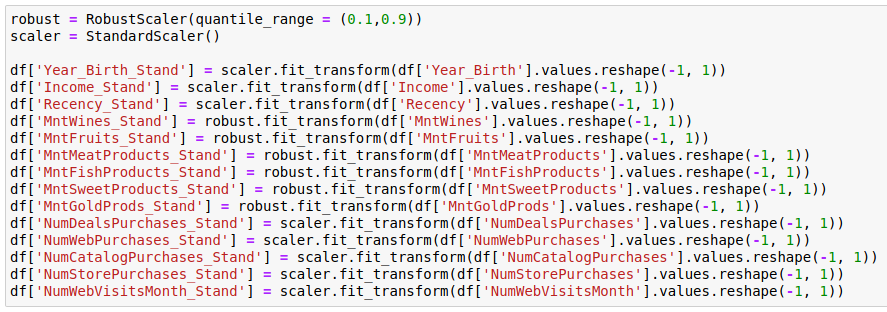 robust = RobustScaler(quantile_range = (0.1,0.9))
scaler = StandardScaler()
df['Year_Birth_Stand'] = scaler.fit_transform(df['Year_Birth'].values.reshape(-1, 1))
df['Income_Stand'] = scaler.fit_transform(df['Income'].values.reshape(-1, 1))
df['Recency_Stand'] = scaler.fit_transform(df['Recency'].values.reshape(-1, 1))
df['MntWines_Stand'] = robust.fit_transform(df['MntWines'].values.reshape(-1, 1))
df['MntFruits_Stand'] = robust.fit_transform(df['MntFruits'].values.reshape(-1, 1))
df['MntMeatProducts_Stand'] = robust.fit_transform(df['MntMeatProducts'].values.reshape(-1, 1))
df['MntFishProducts_Stand'] = robust.fit_transform(df['MntFishProducts'].values.reshape(-1, 1))
df['MntSweetProducts_Stand'] = robust.fit_transform(df['MntSweetProducts'].values.reshape(-1, 1))
df['MntGoldProds_Stand'] = robust.fit_transform(df['MntGoldProds'].values.reshape(-1, 1))
df['NumDealsPurchases_Stand'] = scaler.fit_transform(df['NumDealsPurchases'].values.reshape(-1, 1))
df['NumWebPurchases_Stand'] = scaler.fit_transform(df['NumWebPurchases'].values.reshape(-1, 1))
df['NumCatalogPurchases_Stand'] = scaler.fit_transform(df['NumCatalogPurchases'].values.reshape(-1, 1))
df['NumStorePurchases_Stand'] = scaler.fit_transform(df['NumStorePurchases'].values.reshape(-1, 1))
df['NumWebVisitsMonth_Stand'] = scaler.fit_transform(df['NumWebVisitsMonth'].values.reshape(-1, 1))